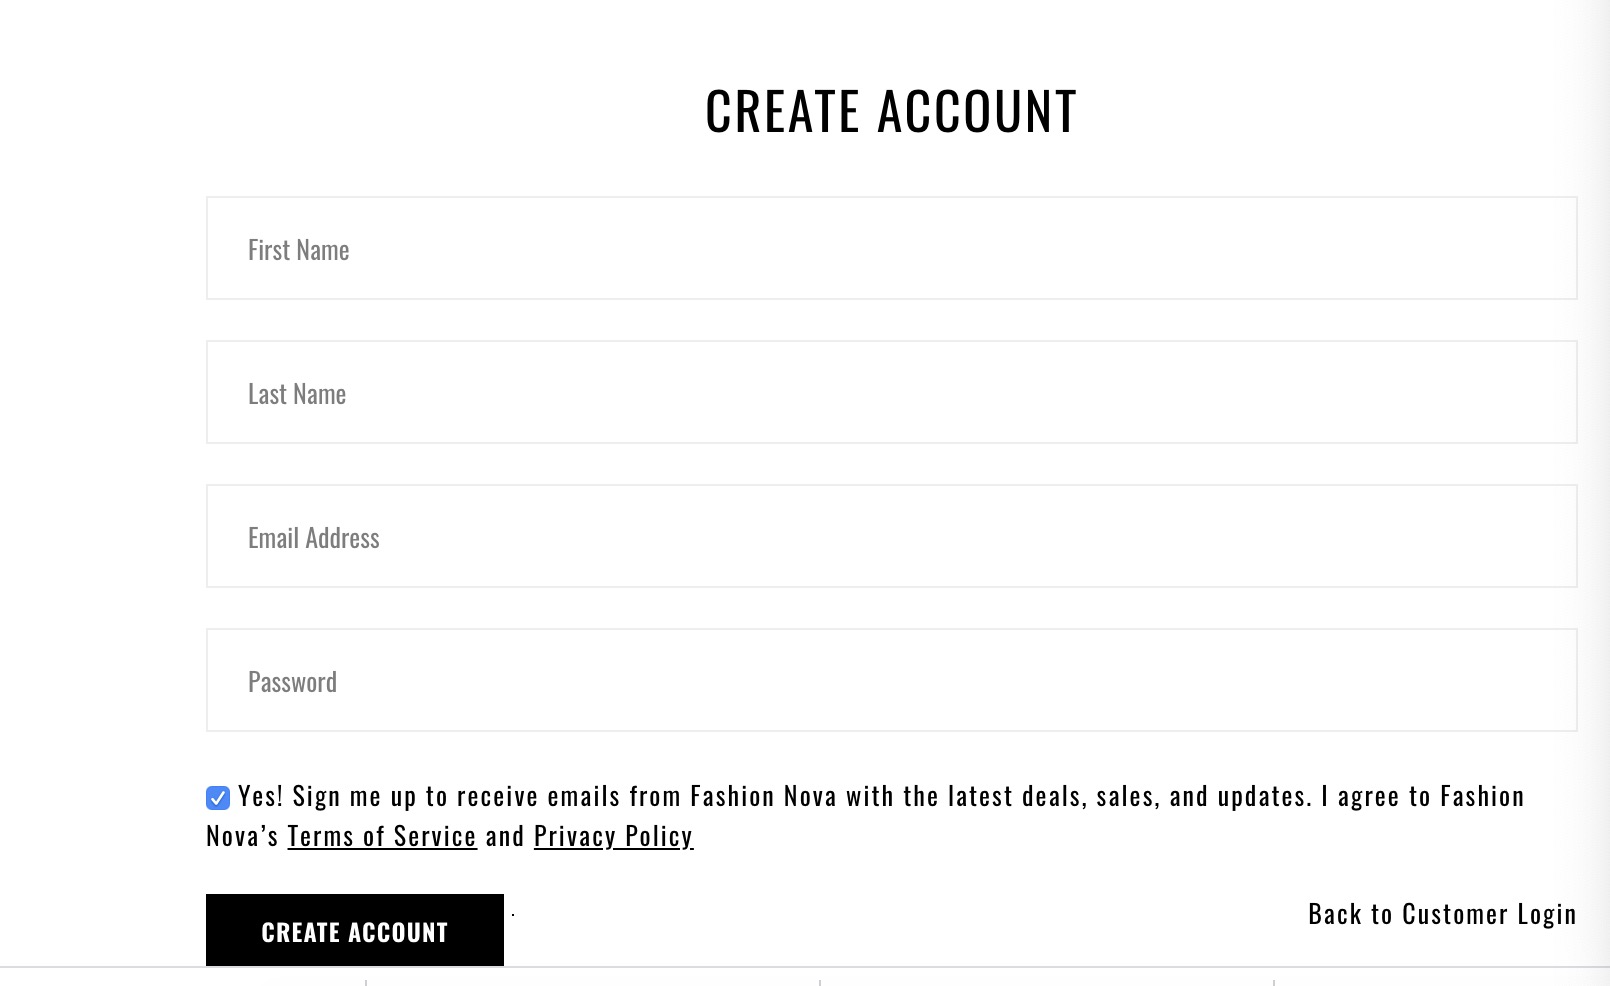 CREATE ACCOUNT
First Name
Last Name
Email Address
Password
Yes! Sign me up to receive emails from Fashion Nova with the latest deals, sales, and updates. I agree to Fashion
Nova’s Terms of Service and Privacy Policy
CREATE ACCOUNT .
Back to Customer Login